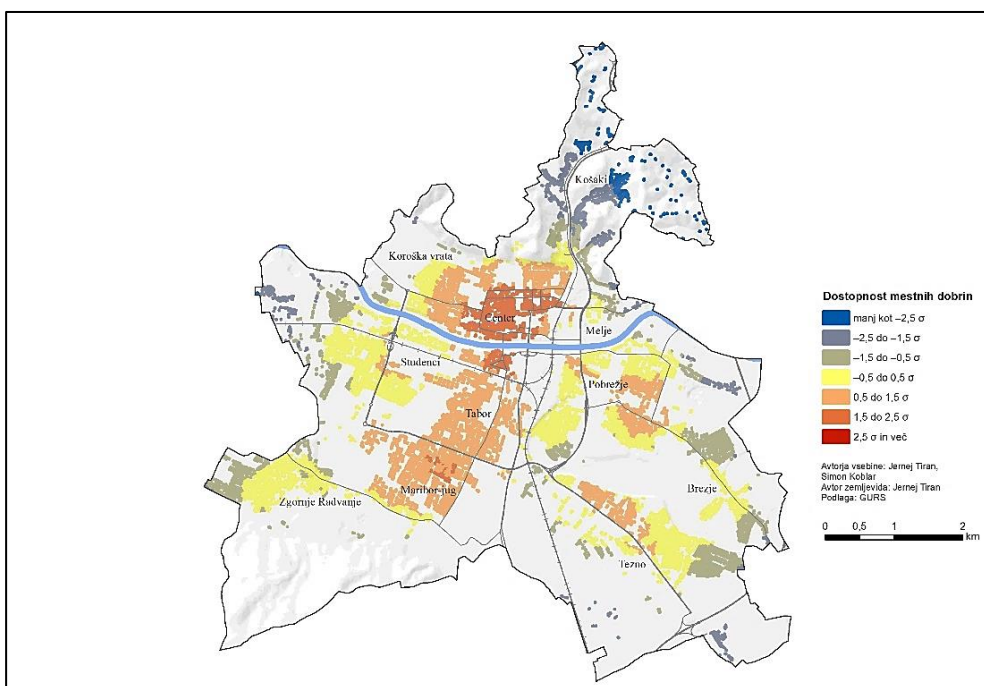 Košaki
Koroška vrata
Center
Melje
Studenci
Pobrežje
Tabor
Brezje
Maribor-jug
Zgornje Radvanje
Tezno
Dostopnost mestnih dobrin
manj kot –2,5 σ
–2,5 do –1,5 σ
–1,5 do –0,5 σ
–0,5 do 0,5 σ
0,5 do 1,5 σ
1,5 do 2,5 σ
2,5 σ in več
Avtorja vsebine: Jernej Tiran,
Simon Koblar
Avtor zemljevida: Jernej Tiran
Podlaga: GURS
0 0,5 1 2
km